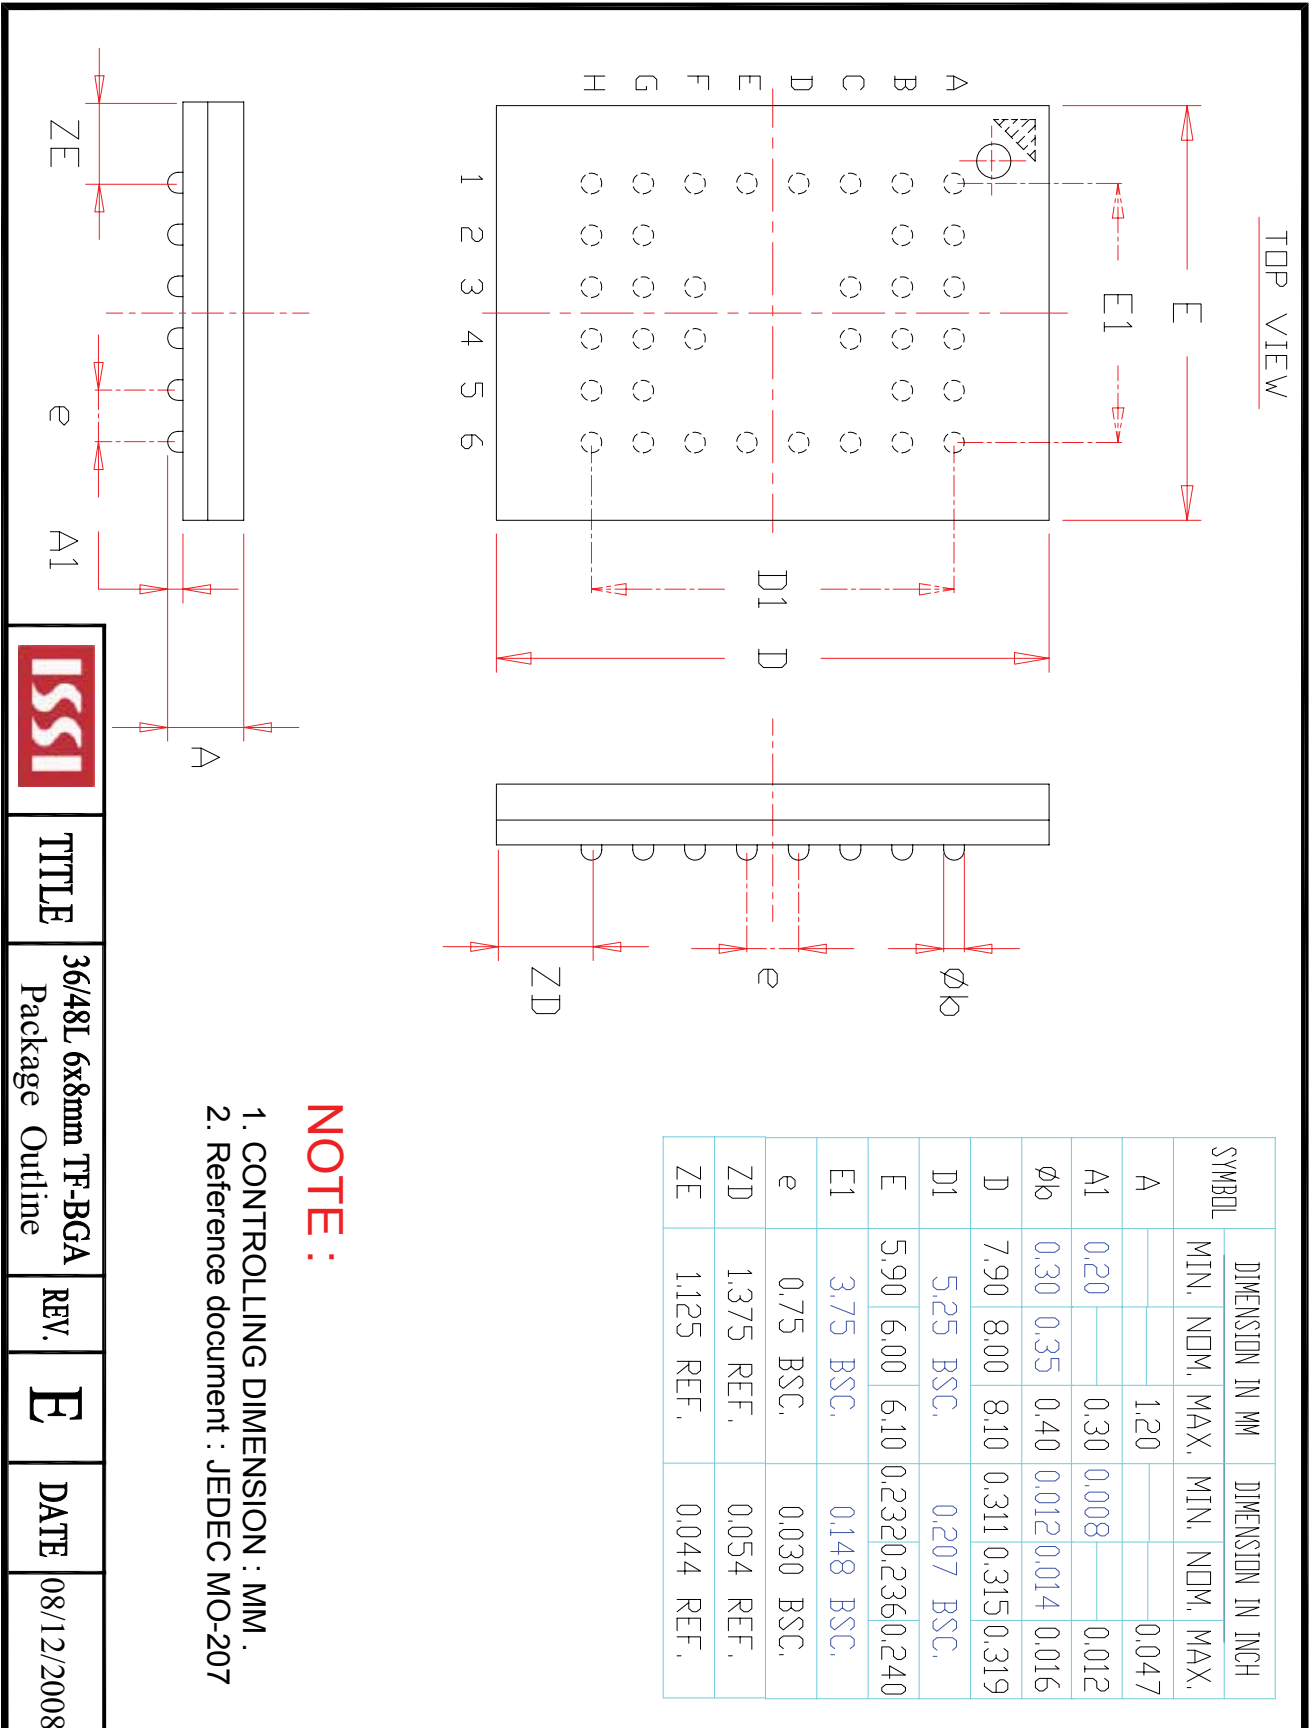 TOP VIEW
E
E1
A B C D E F G H
1 2 3 4 5 6
D1
D
ZE
e
A1
A
Øb
e
ZD
SYMBOL DIMENSION IN MM DIMENSION IN INCH
MIN. NOM. MAX. MIN. NOM. MAX.
A 1.20 0.047
A1 0.20 0.30 0.008 0.012
Øb 0.30 0.35 0.40 0.012 0.014 0.016
D 7.90 8.00 8.10 0.311 0.315 0.319
D1 5.25 BSC. 0.207 BSC.
E 5.90 6.00 6.10 0.232 0.236 0.240
E1 3.75 BSC. 0.148 BSC.
e 0.75 BSC. 0.030 BSC.
ZD 1.375 REF. 0.054 REF.
ZE 1.125 REF. 0.044 REF.
NOTE :
1. CONTROLLING DIMENSION : MM .
2. Reference document : JEDEC MO-207
ISSI
TITLE
36/48L 6x8mm TF-BGA
Package Outline
REV.
E
DATE
08/12/2008